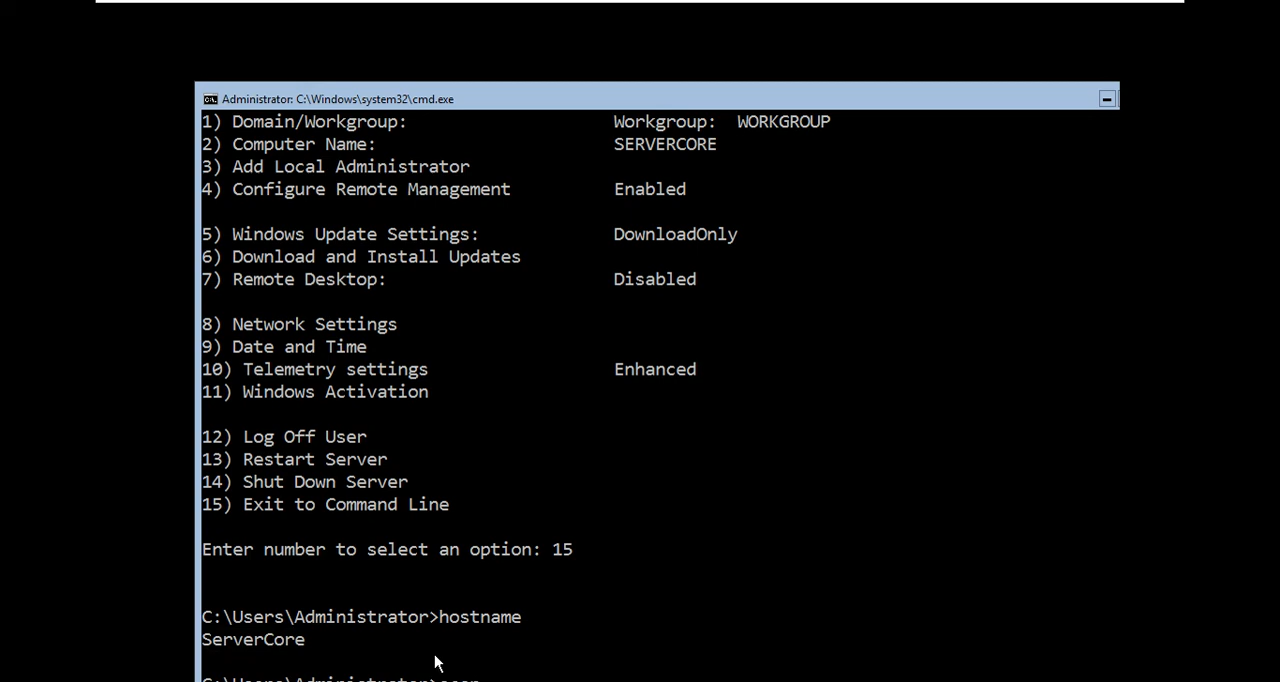 Administrator: C:\Windows\system32\cmd.exe
1) Domain/Workgroup: Workgroup: WORKGROUP
2) Computer Name: SERVERCORE
3) Add Local Administrator
4) Configure Remote Management Enabled
5) Windows Update Settings: DownloadOnly
6) Download and Install Updates
7) Remote Desktop: Disabled
8) Network Settings
9) Date and Time
10) Telemetry settings Enhanced
11) Windows Activation
12) Log Off User
13) Restart Server
14) Shut Down Server
15) Exit to Command Line
Enter number to select an option: 15
C:\Users\Administrator>hostname
ServerCore